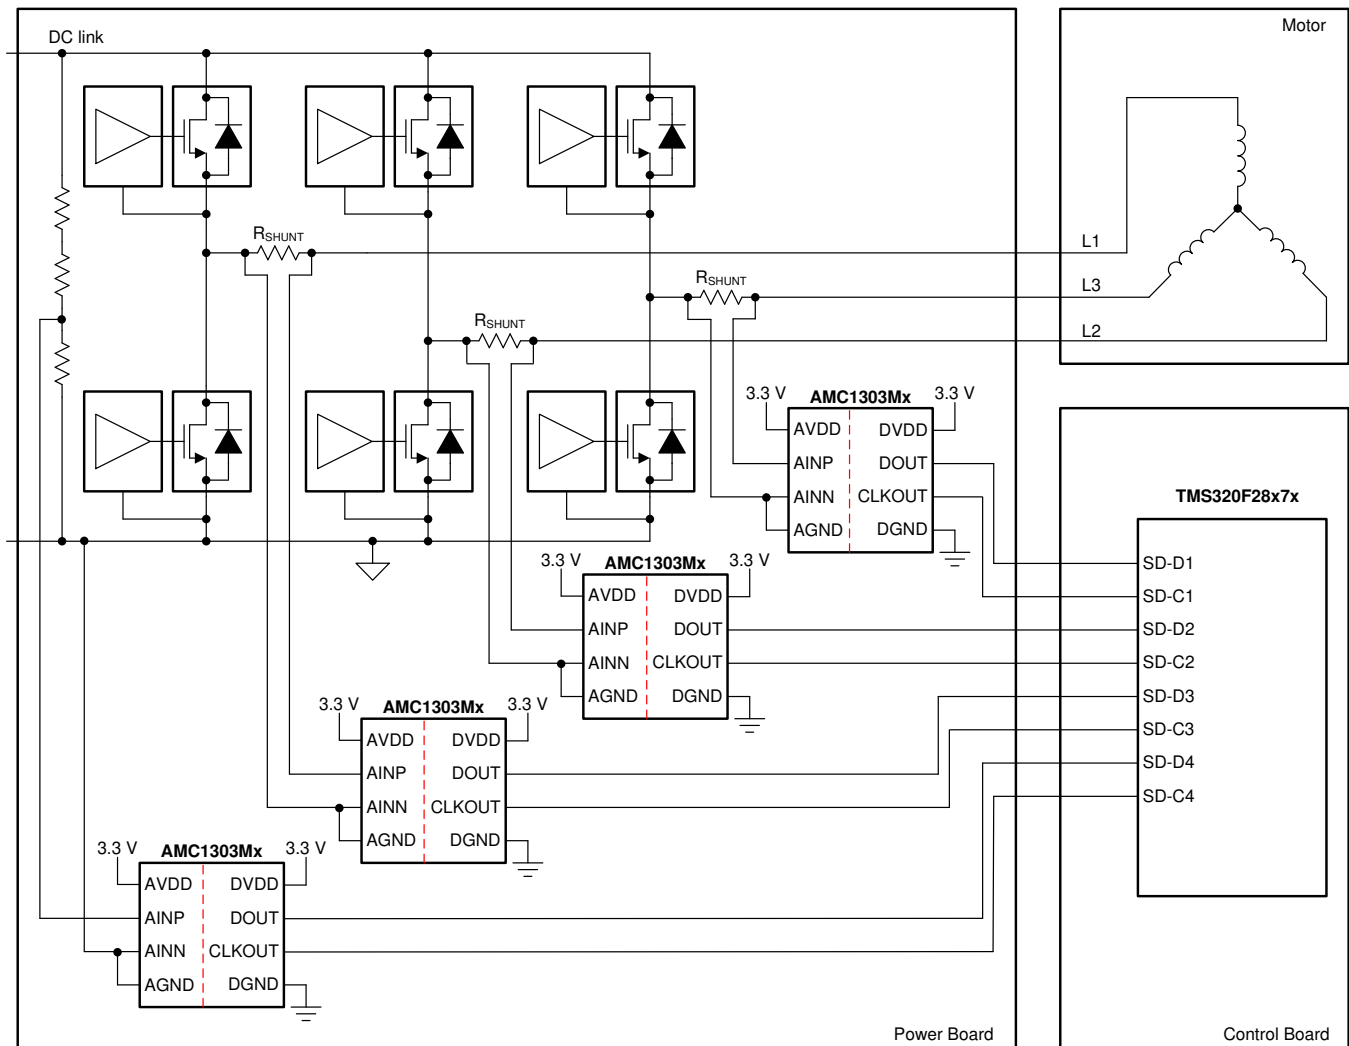 DC link
Motor
RSHUNT
L1
RSHUNT
L3
RSHUNT
L2
3.3 V
AMC1303Mx
3.3 V
AVDD
DVDD
AINP
DOUT
AINN
CLKOUT
AGND
DGND
TMS320F28x7x
SD-D1
SD-C1
SD-D2
SD-C2
SD-D3
SD-C3
SD-D4
SD-C4
3.3 V
AMC1303Mx
3.3 V
AVDD
DVDD
AINP
DOUT
AINN
CLKOUT
AGND
DGND
3.3 V
AMC1303Mx
3.3 V
AVDD
DVDD
AINP
DOUT
AINN
CLKOUT
AGND
DGND
3.3 V
AMC1303Mx
3.3 V
AVDD
DVDD
AINP
DOUT
AINN
CLKOUT
AGND
DGND
Power Board
Control Board